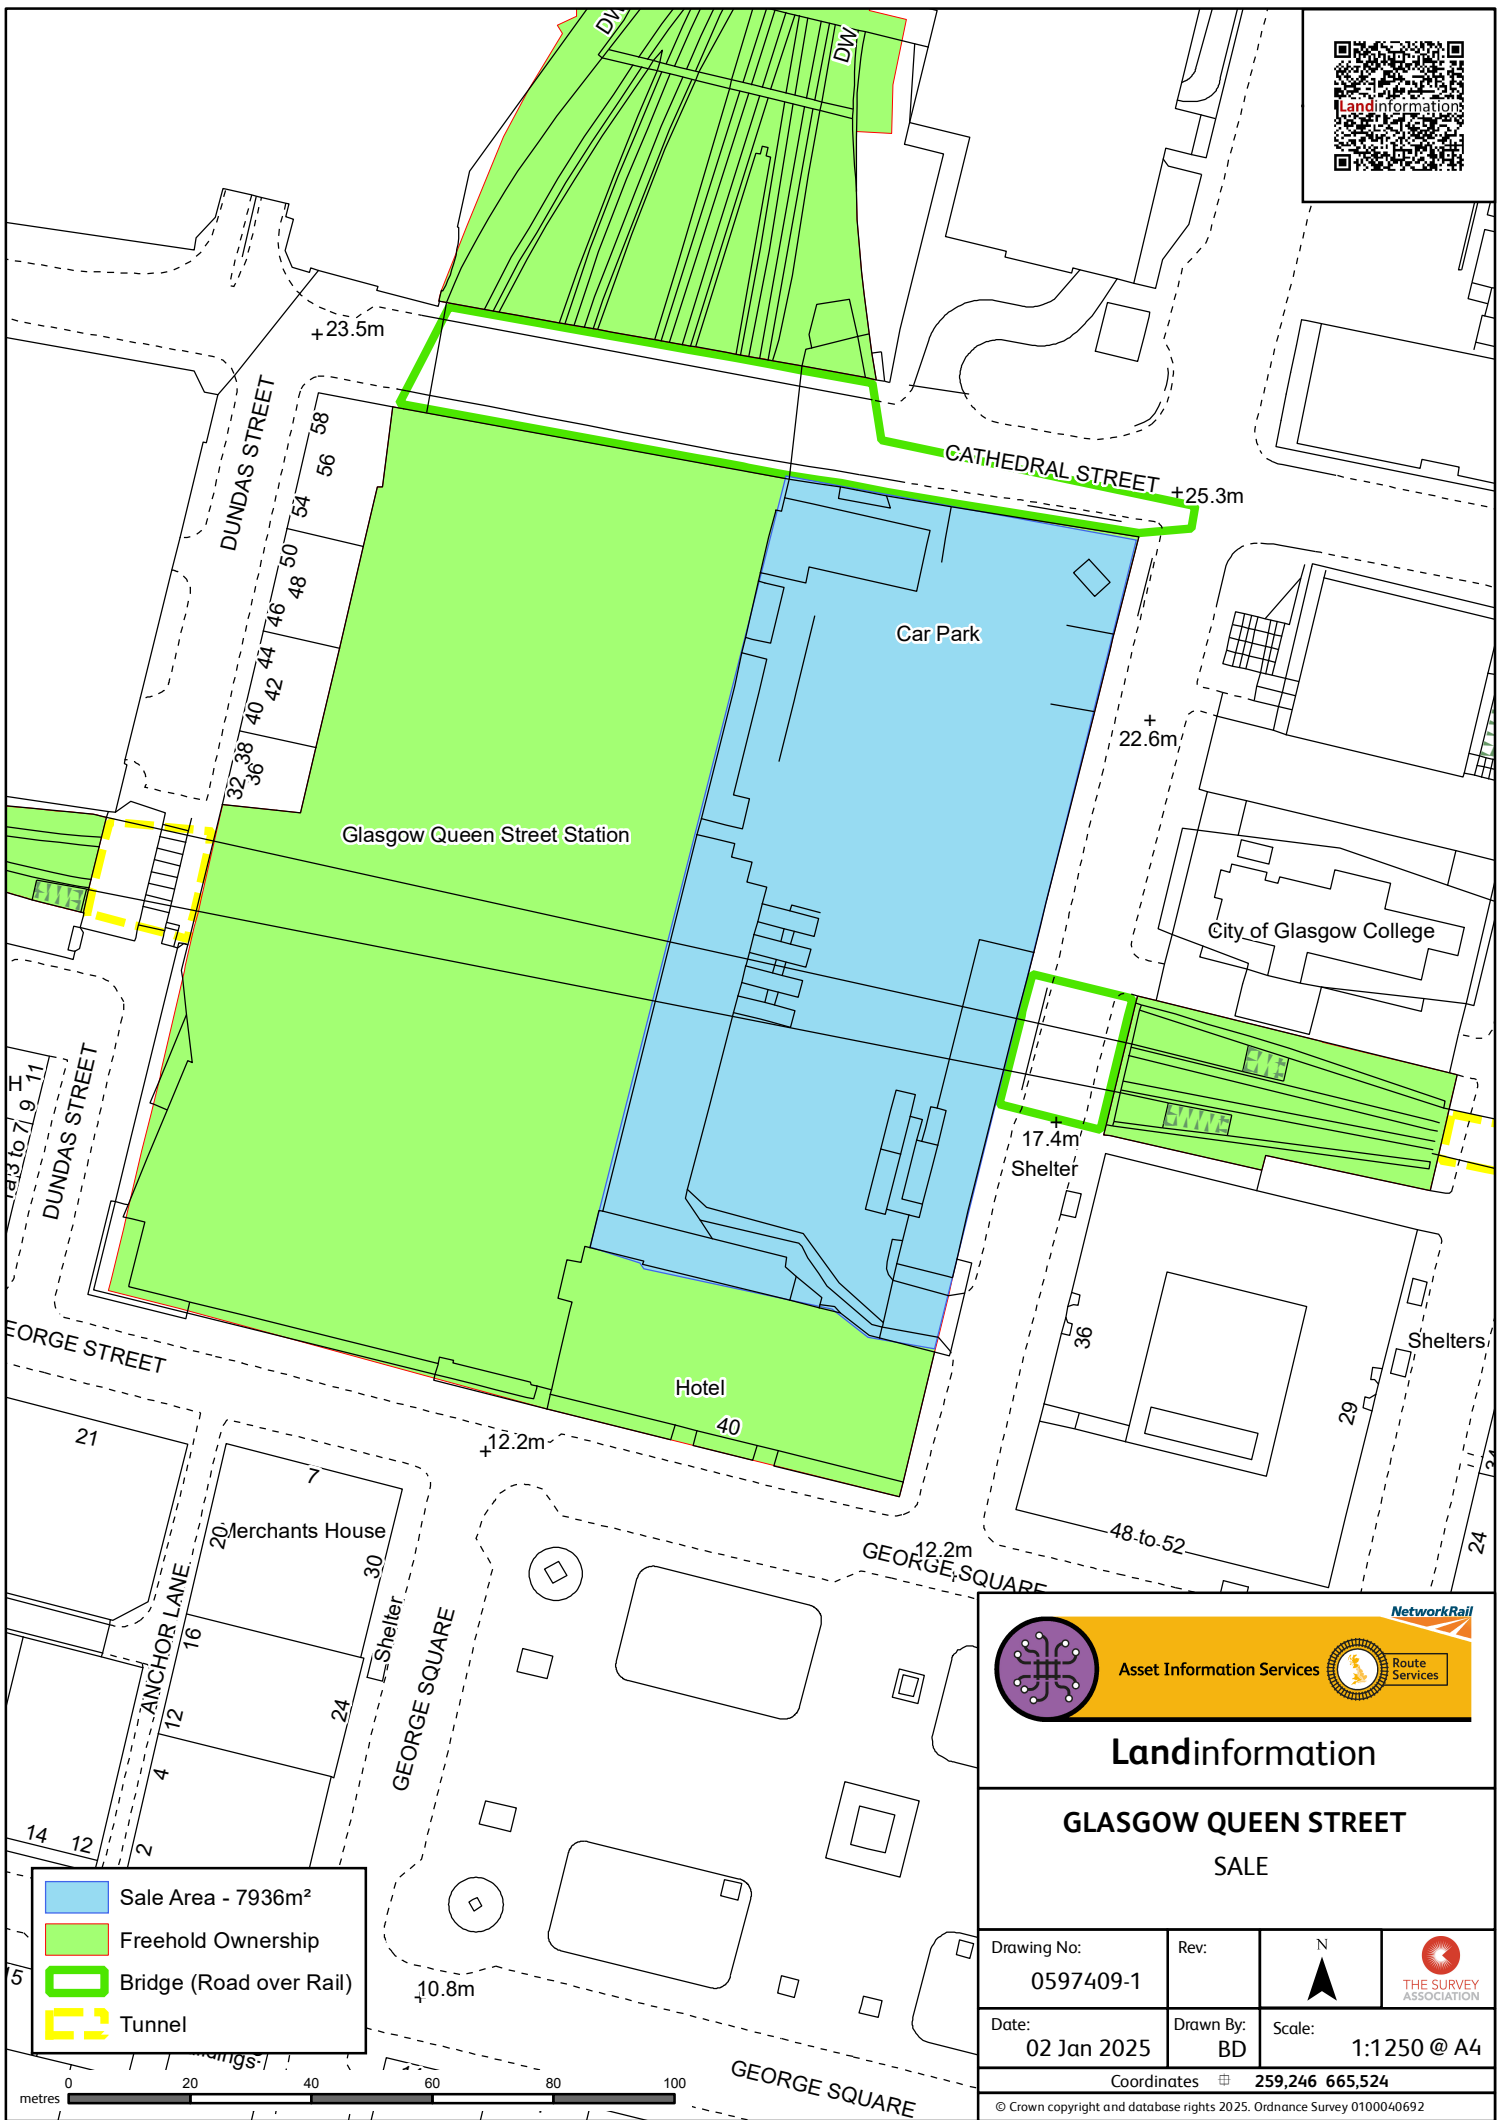 DW
DW
Landinformation
23.5m
DUNDAS STREET
58
56
54
50
48
46
44
42
40
38
36
32
CATHEDRAL STREET
25.3m
Car Park
22.6m
Glasgow Queen Street Station
City of Glasgow College
17.4m
Shelter
H
11
9
3 to 7
DUNDAS STREET
EORGE STREET
36
Shelters
29
Hotel
40
12.2m
21
7
20
Merchants House
30
Shelter
ANCHOR LANE
16
12
4
2
24
14
12
GEORGE SQUARE
12.2m
GEORGE SQUARE
48 to 52
24
15
10.8m
GEORGE SQUARE
Sale Area - 7936m²
Freehold Ownership
Bridge (Road over Rail)
Tunnel
metres 0 20 40 60 80 100
NetworkRail
Asset Information Services
Route
Services
Landinformation
GLASGOW QUEEN STREET
SALE
Drawing No:
0597409-1
Rev:
N
THE SURVEY
ASSOCIATION
Date:
02 Jan 2025
Drawn By:
BD
Scale:
1:1250 @ A4
Coordinates 259,246 665,524
© Crown copyright and database rights 2025. Ordnance Survey 0100040692